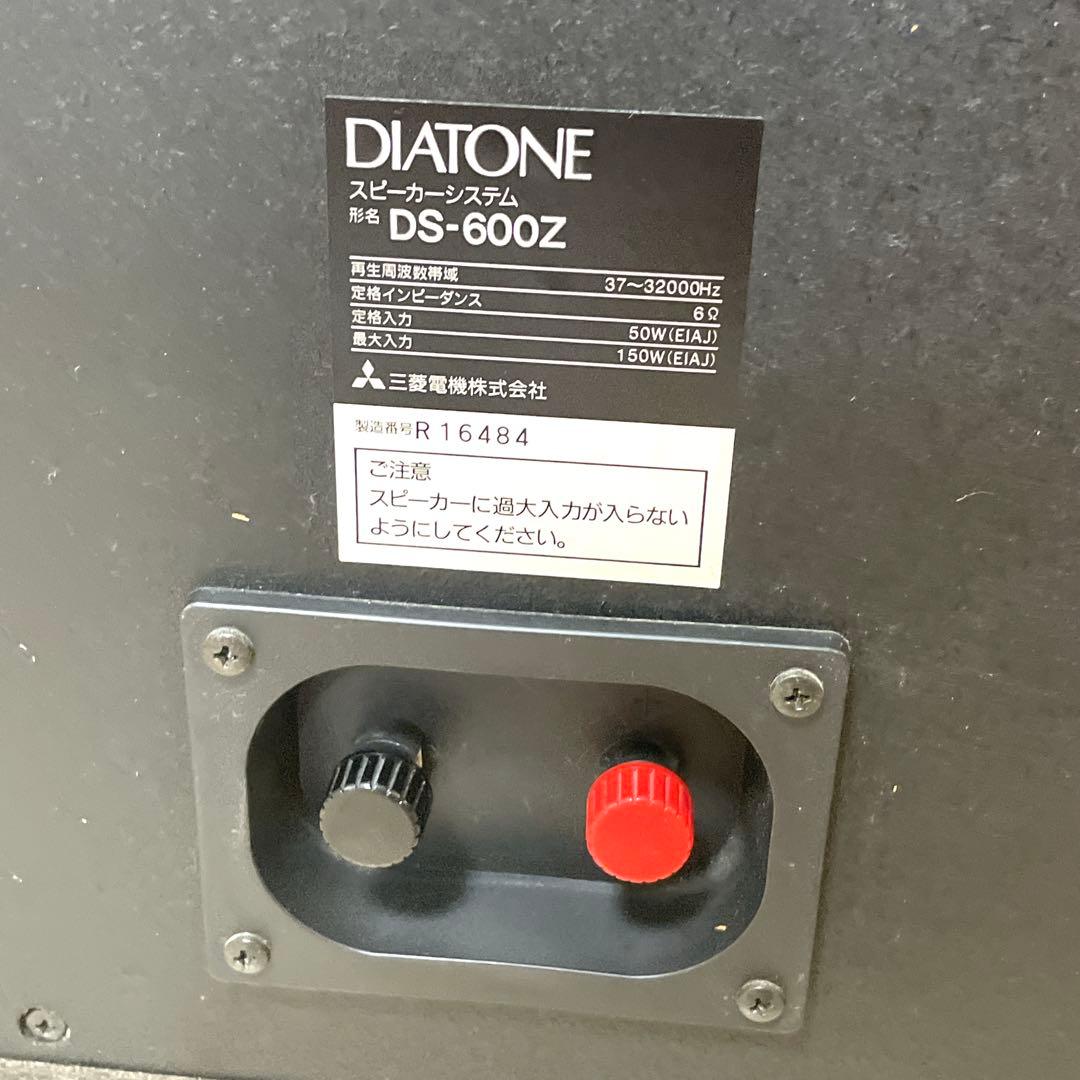 DIATONE
スピーカーシステム
形名 DS-600Z
再生周波数帯域 37〜32000Hz
定格インピーダンス 6Ω
定格入力 50W(EIAJ)
最大入力 150W(EIAJ)
三菱電機株式会社
製造番号 R 16484
ご注意
スピーカーに過大入力が入らない
ようにしてください。